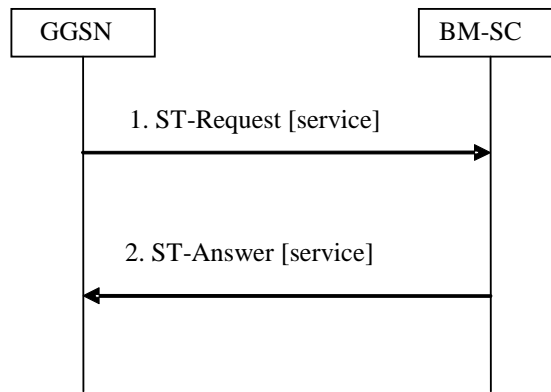 GGSN
BM-SC
1. ST-Request [service]
2. ST-Answer [service]